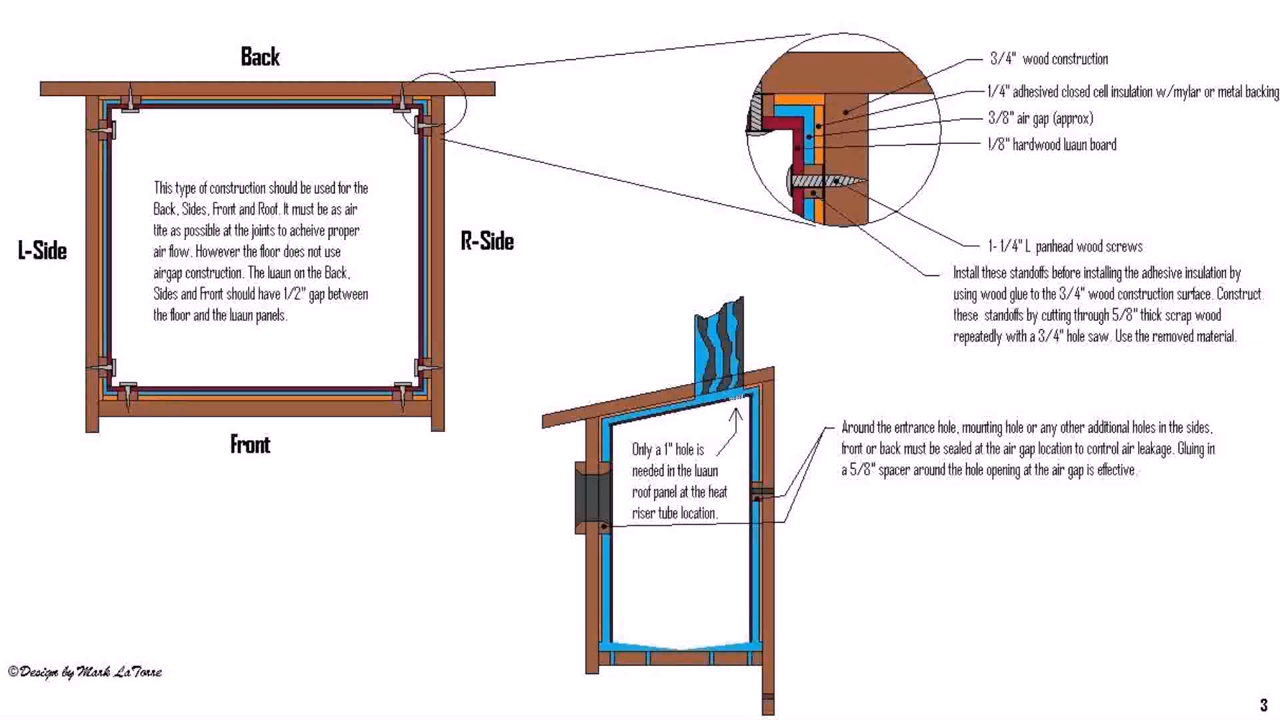 Back
L-Side
R-Side
Front
This type of construction should be used for the
Back, Sides, Front and Roof. It must be as air
tite as possible at the joints to acheive proper
air flow. However the floor does not use
airgap construction. The luaun on the Back,
Sides and Front should have 1/2" gap between
the floor and the luaun panels.
3/4" wood construction
1/4" adhesived closed cell insulation w/mylar or metal backing
3/8" air gap (approx)
1/8" hardwood luaun board
1-1/4" L panhead wood screws
Install these standoffs before installing the adhesive insulation by
using wood glue to the 3/4" wood construction surface. Construct
these standoffs by cutting through 5/8" thick scrap wood
repeatedly with a 3/4" hole saw. Use the removed material.
Only a 1" hole is
needed in the luaun
roof panel at the heat
riser tube location.
Around the entrance hole, mounting hole or any other additional holes in the sides,
front or back must be sealed at the air gap location to control air leakage. Gluing in
a 5/8" spacer around the hole opening at the air gap is effective.
©Design by Mark LaTorre
3